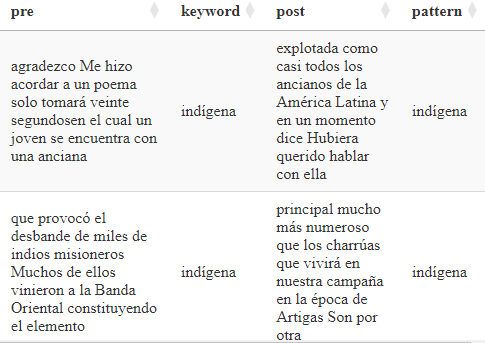 pre keyword post pattern
agradezco Me hizo
acordar a un poema
solo tomará veinte
segundosen el cual un
joven se encuentra con
una anciana
indígena
explotada como
casi todos los
ancianos de la
América Latina y
en un momento
dice Hubiera
querido hablar
con ella
indígena
que provocó el
desbande de miles de
indios misioneros
Muchos de ellos
vinieron a la Banda
Oriental constituyendo
el elemento
indígena
principal mucho
más numeroso
que los charrúas
que vivirá en
nuestra campaña
en la época de
Artigas Son por
otra
indígena